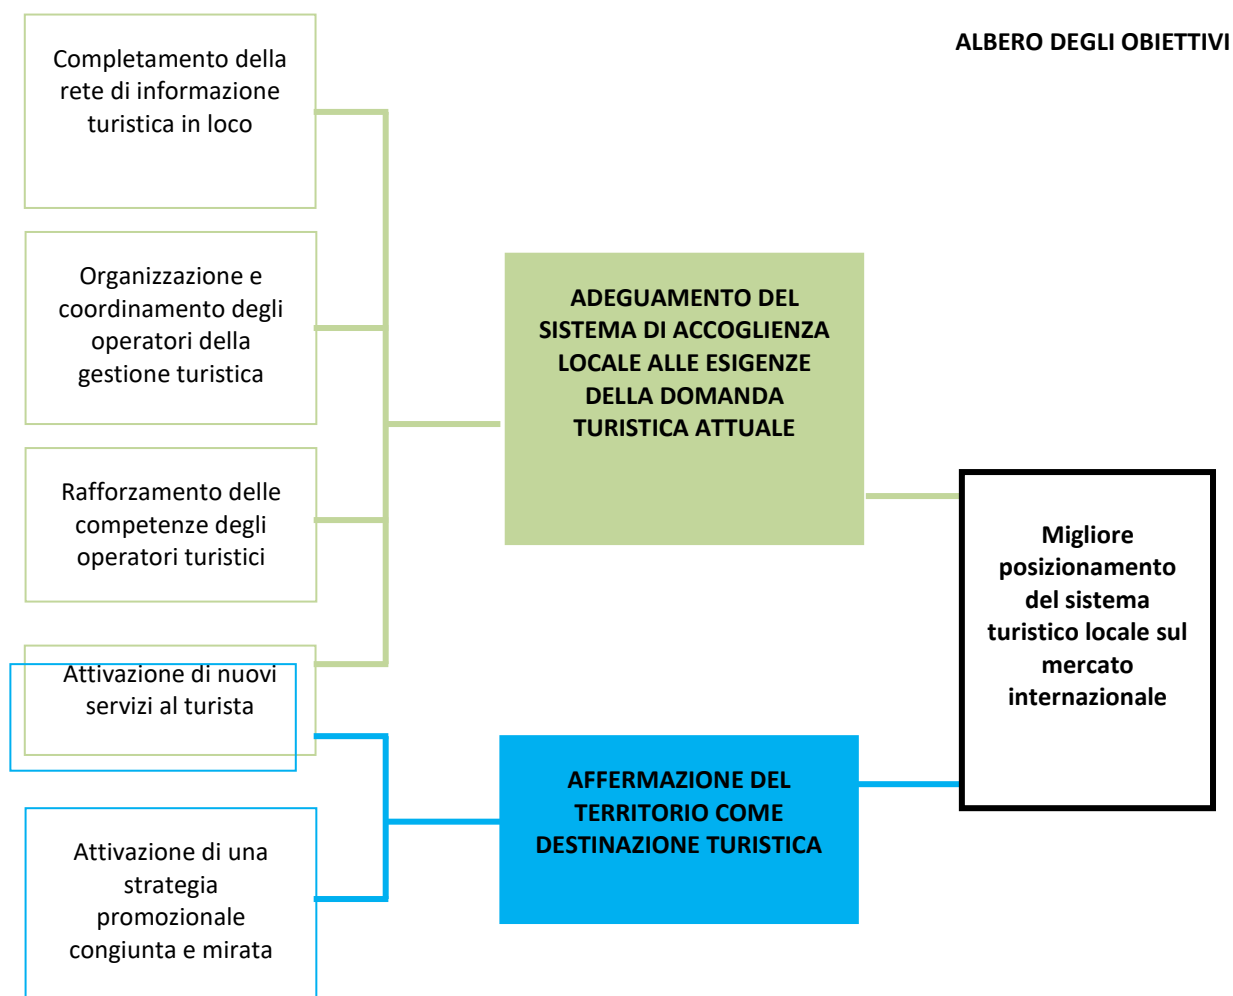 ALBERO DEGLI OBIETTIVI
Completamento della
rete di informazione
turistica in loco
Organizzazione e
coordinamento degli
operatori della
gestione turistica
Rafforzamento delle
competenze degli
operatori turistici
Attivazione di nuovi
servizi al turista
Attivazione di una
strategia
promozionale
congiunta e mirata
ADEGUAMENTO DEL
SISTEMA DI ACCOGLIENZA
LOCALE ALLE ESIGENZE
DELLA DOMANDA
TURISTICA ATTUALE
AFFERMAZIONE DEL
TERRITORIO COME
DESTINAZIONE TURISTICA
Migliore
posizionamento
del sistema
turistico locale sul
mercato
internazionale